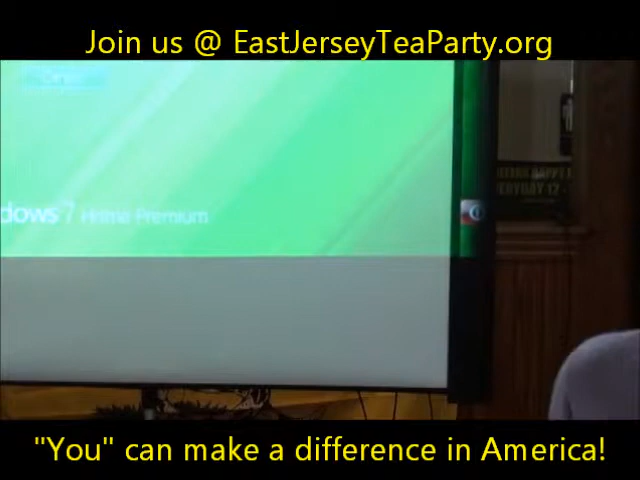 Join us @ EastJerseyTeaParty.org
dows 7 Home Premium
"You" can make a difference in America!